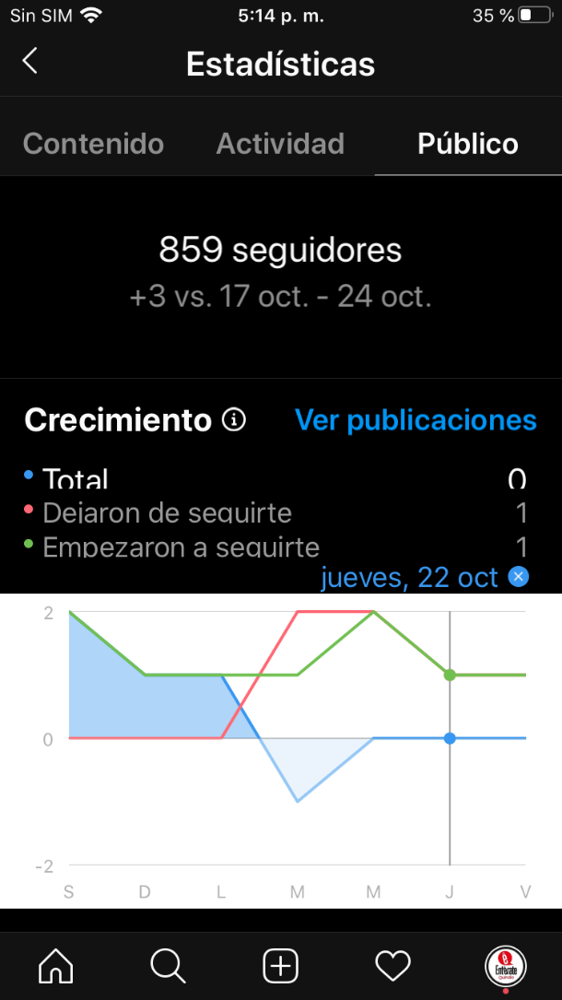 Sin SIM 5:14 p. m. 35 %
Estadísticas
Contenido Actividad Público
859 seguidores
+3 vs. 17 oct. - 24 oct.
Crecimiento Ver publicaciones
Total 0
Dejaron de seguirte 1
Empezaron a seguirte 1
jueves, 22 oct
2
0
-2
S D L M M J V
Entérate